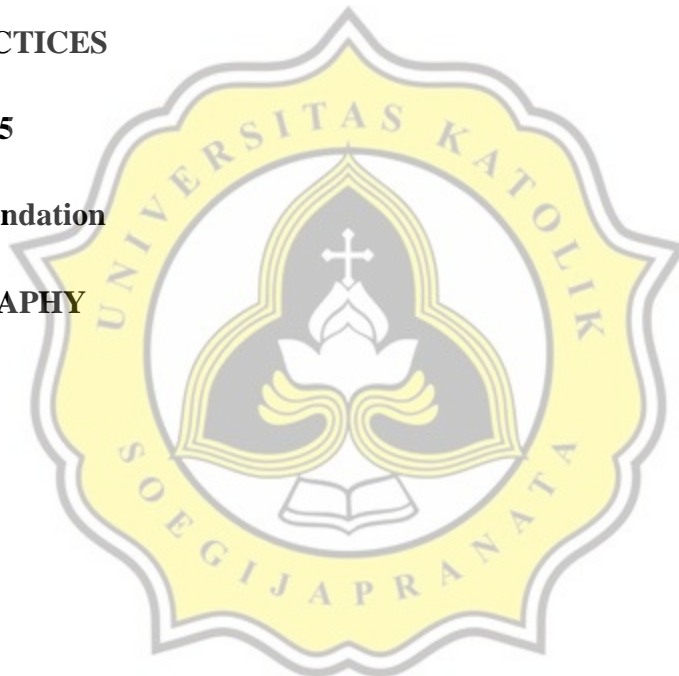 CTICES
5
ndation
APHY
UNIVERSITAS KATOLIK
SOEGIJAPRANATA